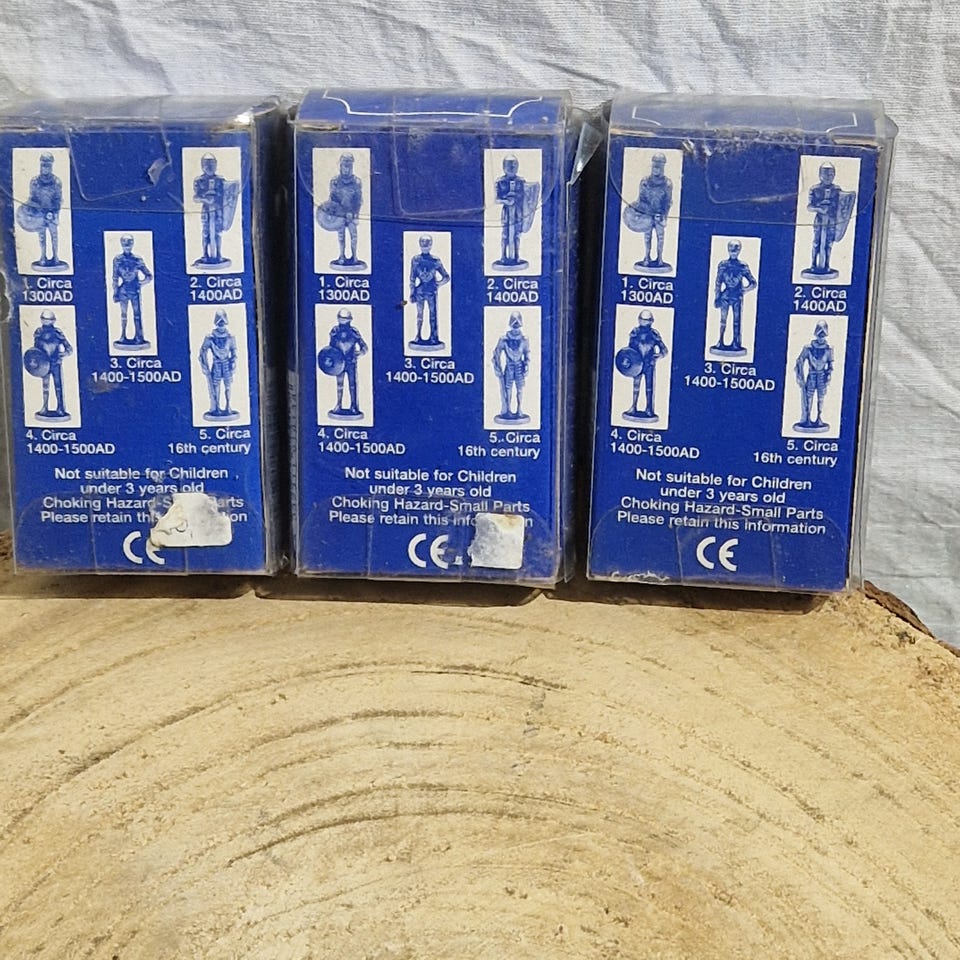 1. Circa
1300AD
2. Circa
1400AD
3. Circa
1400-1500AD
4. Circa
1400-1500AD
5. Circa
16th century
Not suitable for Children
under 3 years old
Choking Hazard-Small Parts
Please retain this
CE
1. Circa
1300AD
2. Circa
1400AD
3. Circa
1400-1500AD
4. Circa
1400-1500AD
5. Circa
16th century
Not suitable for Children
under 3 years old
Choking Hazard-Small Parts
Please retain this information
CE
1. Circa
1300AD
2. Circa
1400AD
3. Circa
1400-1500AD
4. Circa
1400-1500AD
5. Circa
16th century
Not suitable for Children
under 3 years old
Choking Hazard-Small Parts
Please retain this information
CE